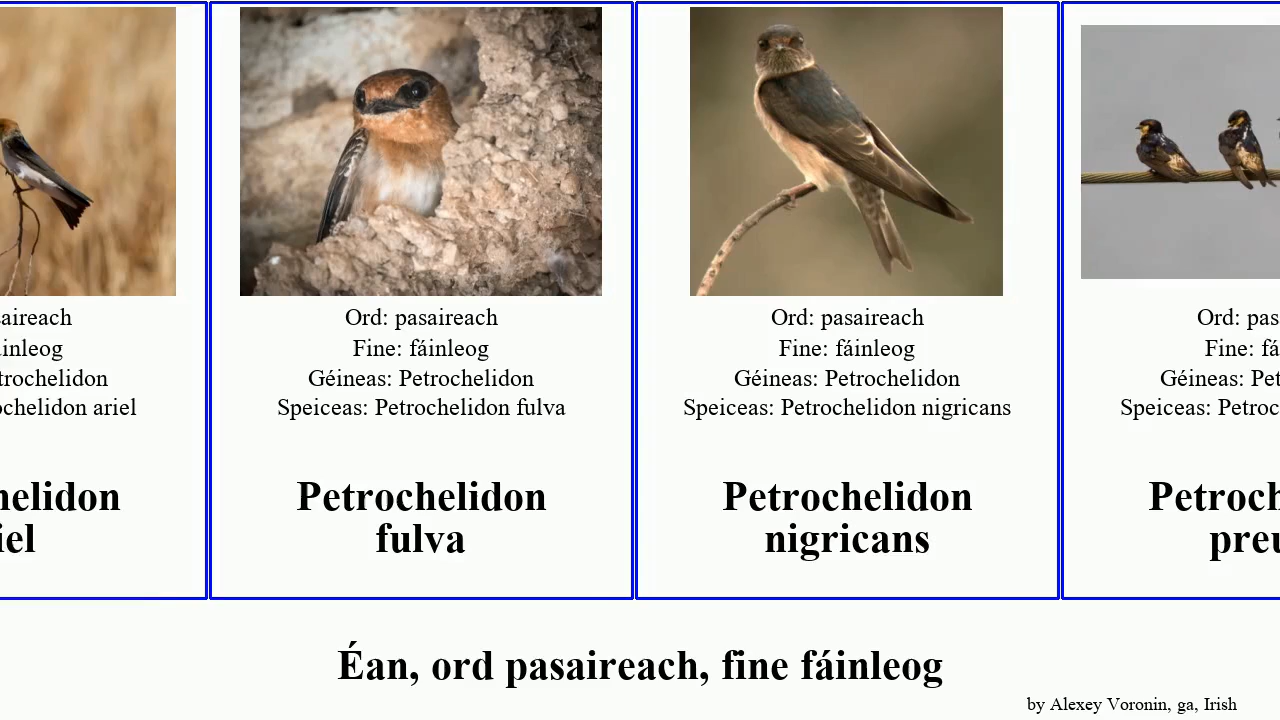 aireach
inleog
trochelidon
ochelidon ariel
helidon
iel
Ord: pasaireach
Fine: fáinleog
Géineas: Petrochelidon
Speiceas: Petrochelidon fulva
Petrochelidon
fulva
Ord: pasaireach
Fine: fáinleog
Géineas: Petrochelidon
Speiceas: Petrochelidon nigricans
Petrochelidon
nigricans
Ord: pas
Fine: fá
Géineas: Pet
Speiceas: Petroc
Petroch
preu
Éan, ord pasaireach, fine fáinleog
by Alexey Voronin, ga, Irish